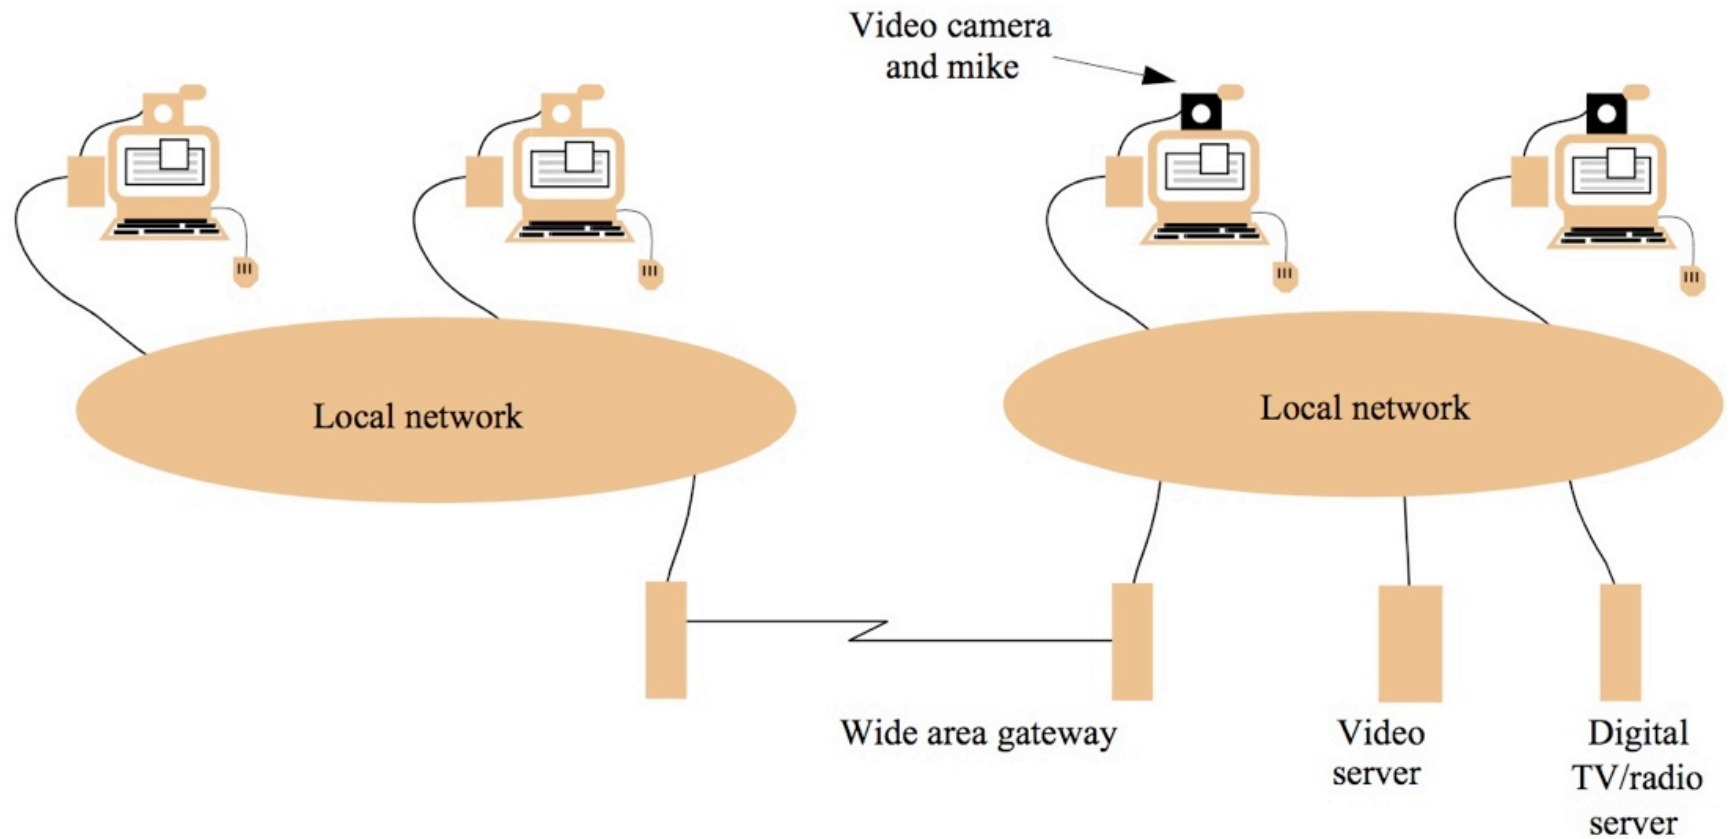 Video camera
and mike
Local network
Local network
Wide area gateway
Video
server
Digital
TV/radio
server